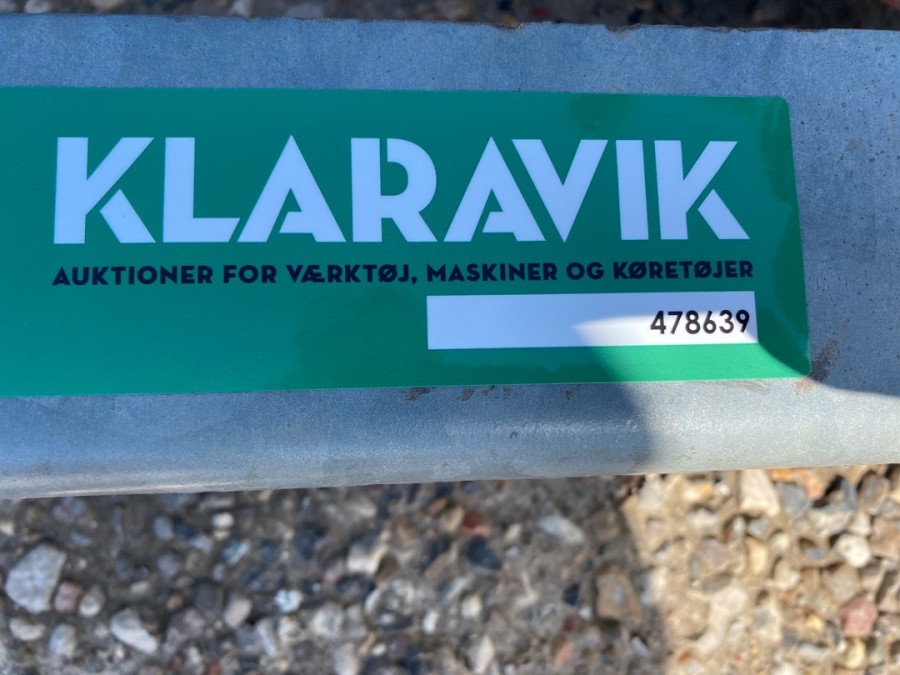 KLARAVIK
AUKTIONER FOR VÆRKTØJ, MASKINER OG KØRETØJER
478639